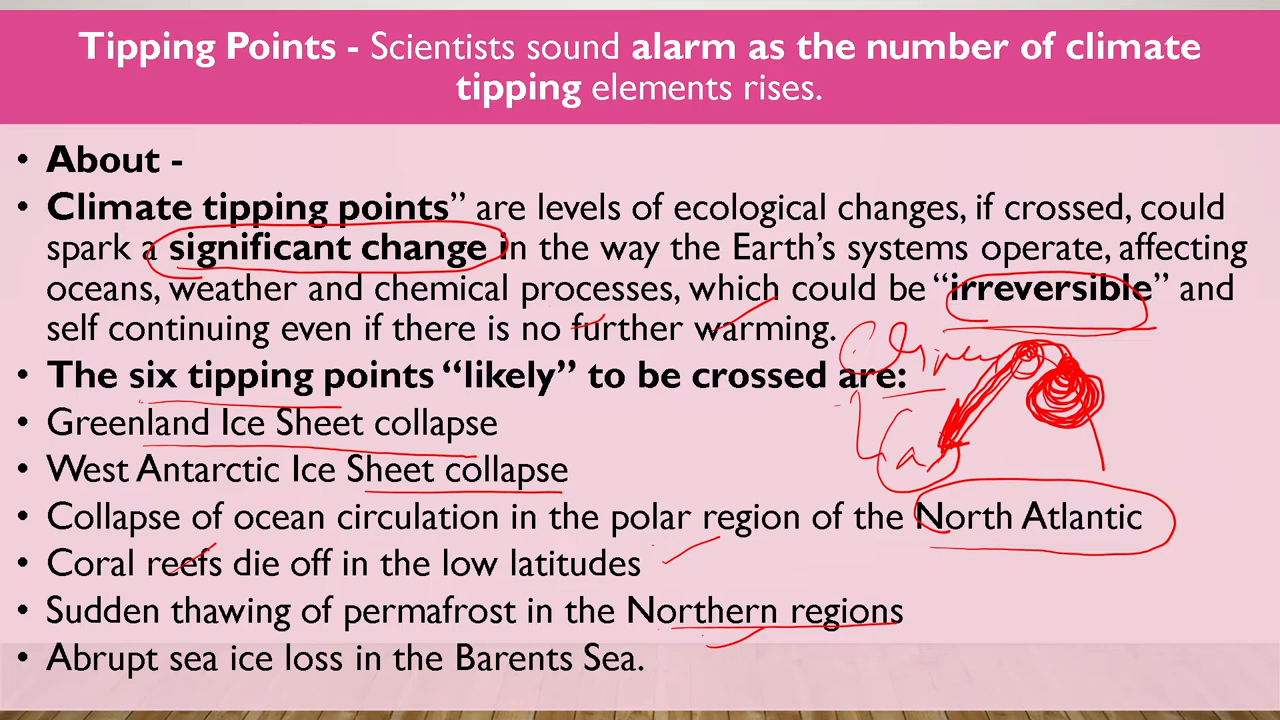 Tipping Points - Scientists sound alarm as the number of climate
tipping elements rises.
• About -
• Climate tipping points” are levels of ecological changes, if crossed, could
spark a significant change in the way the Earth’s systems operate, affecting
oceans, weather and chemical processes, which could be “irreversible” and
self continuing even if there is no further warming.
• The six tipping points “likely” to be crossed are:
• Greenland Ice Sheet collapse
• West Antarctic Ice Sheet collapse
• Collapse of ocean circulation in the polar region of the North Atlantic
• Coral reefs die off in the low latitudes
• Sudden thawing of permafrost in the Northern regions
• Abrupt sea ice loss in the Barents Sea.